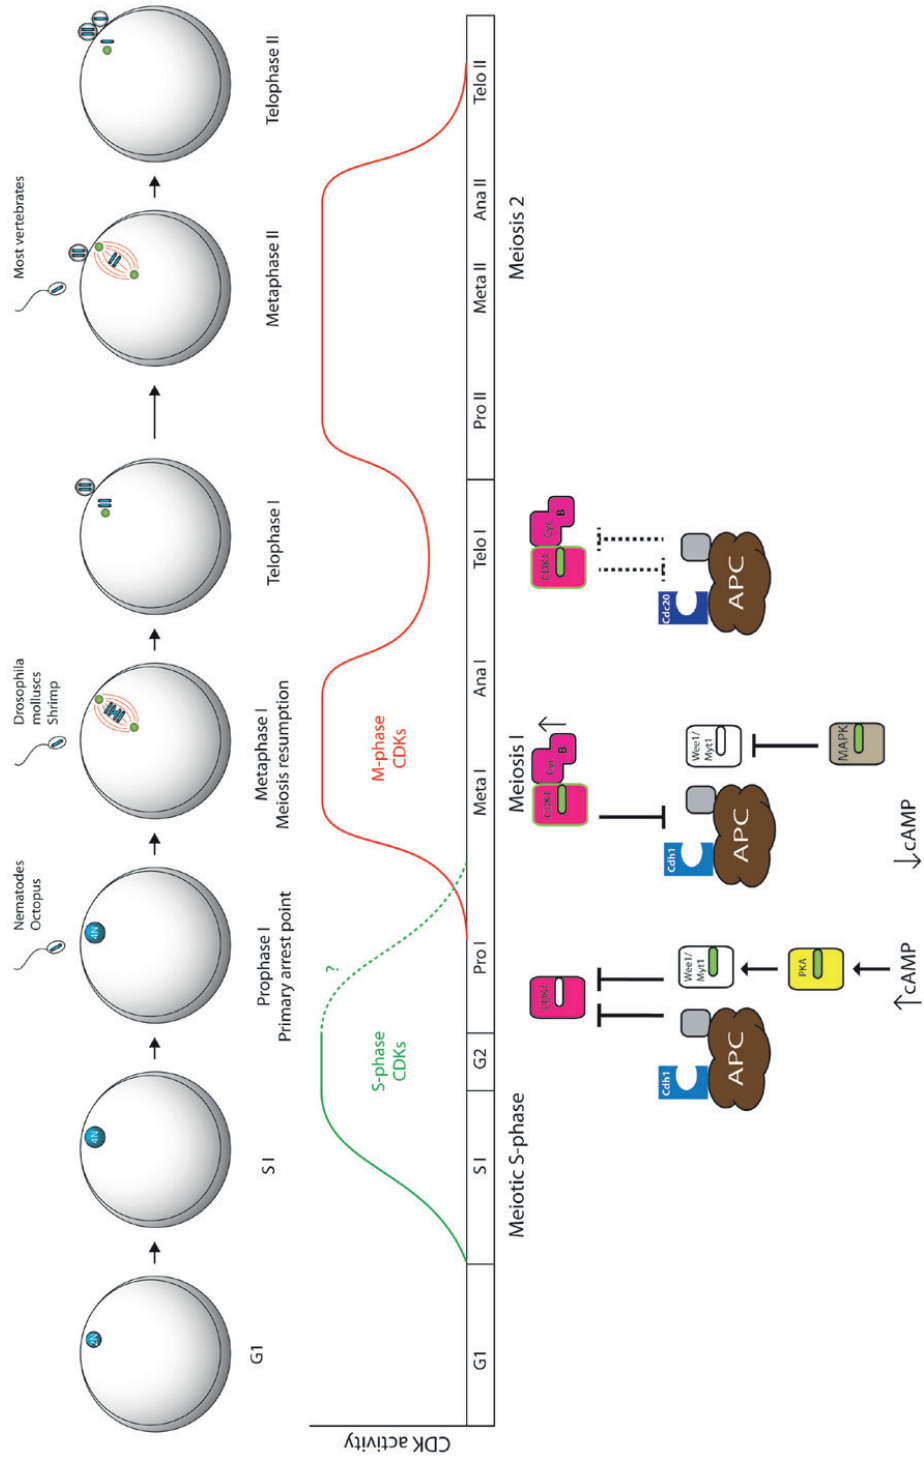 Nematodes
Octopus
Drosophila
molluscs
Shrimp
Most vertebrates
2N
4N
4N
G1
S I
Prophase I
Primary arrest point
Metaphase I
Meiosis resumption
Telophase I
Metaphase II
Telophase II
CDK activity
S-phase
CDKs
?
M-phase
CDKs
G1
S I
G2
Pro I
Meta I
Ana I
Telo I
Pro II
Meta II
Ana II
Telo II
Meiotic S-phase
Meiosis I
Meiosis 2
CDK1
Cdh1
APC
Wee1/
Myt1
PKA
↑cAMP
CDK1
Cyc
B
↑
Cdh1
APC
Wee1/
Myt1
MAPK
↓cAMP
CDK1
Cyc
B
Cdc20
APC